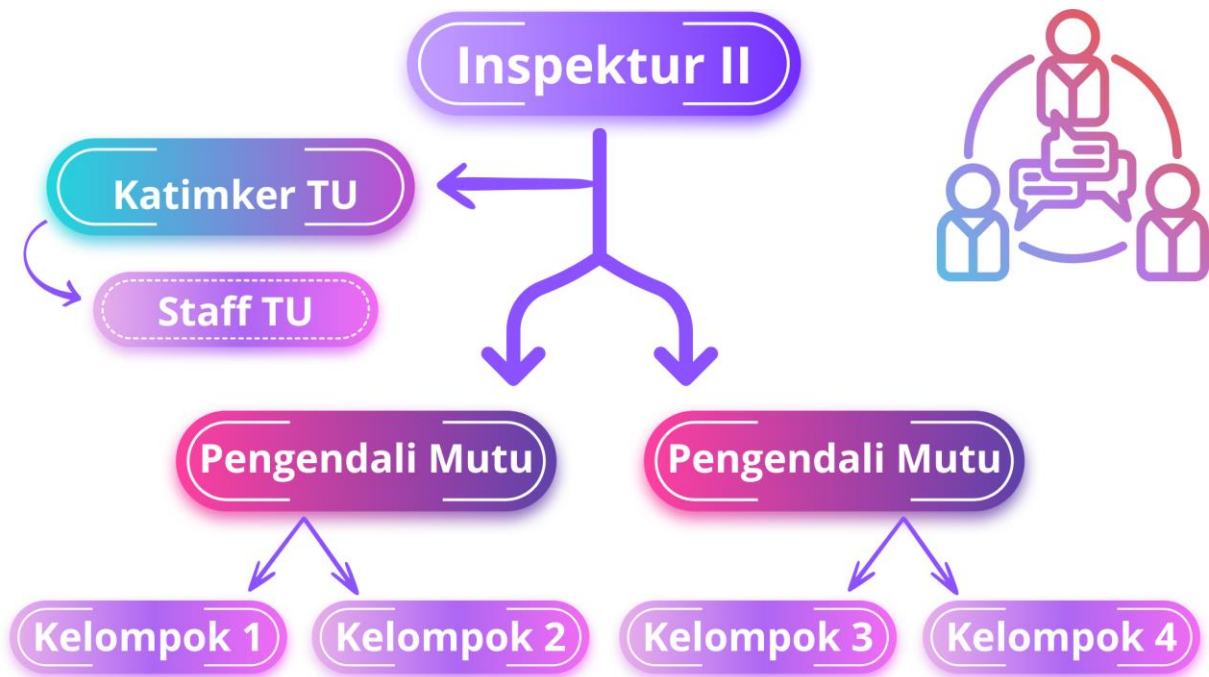 Inspektur II
Katimker TU
Staff TU
Pengendali Mutu
Pengendali Mutu
Kelompok 1
Kelompok 2
Kelompok 3
Kelompok 4